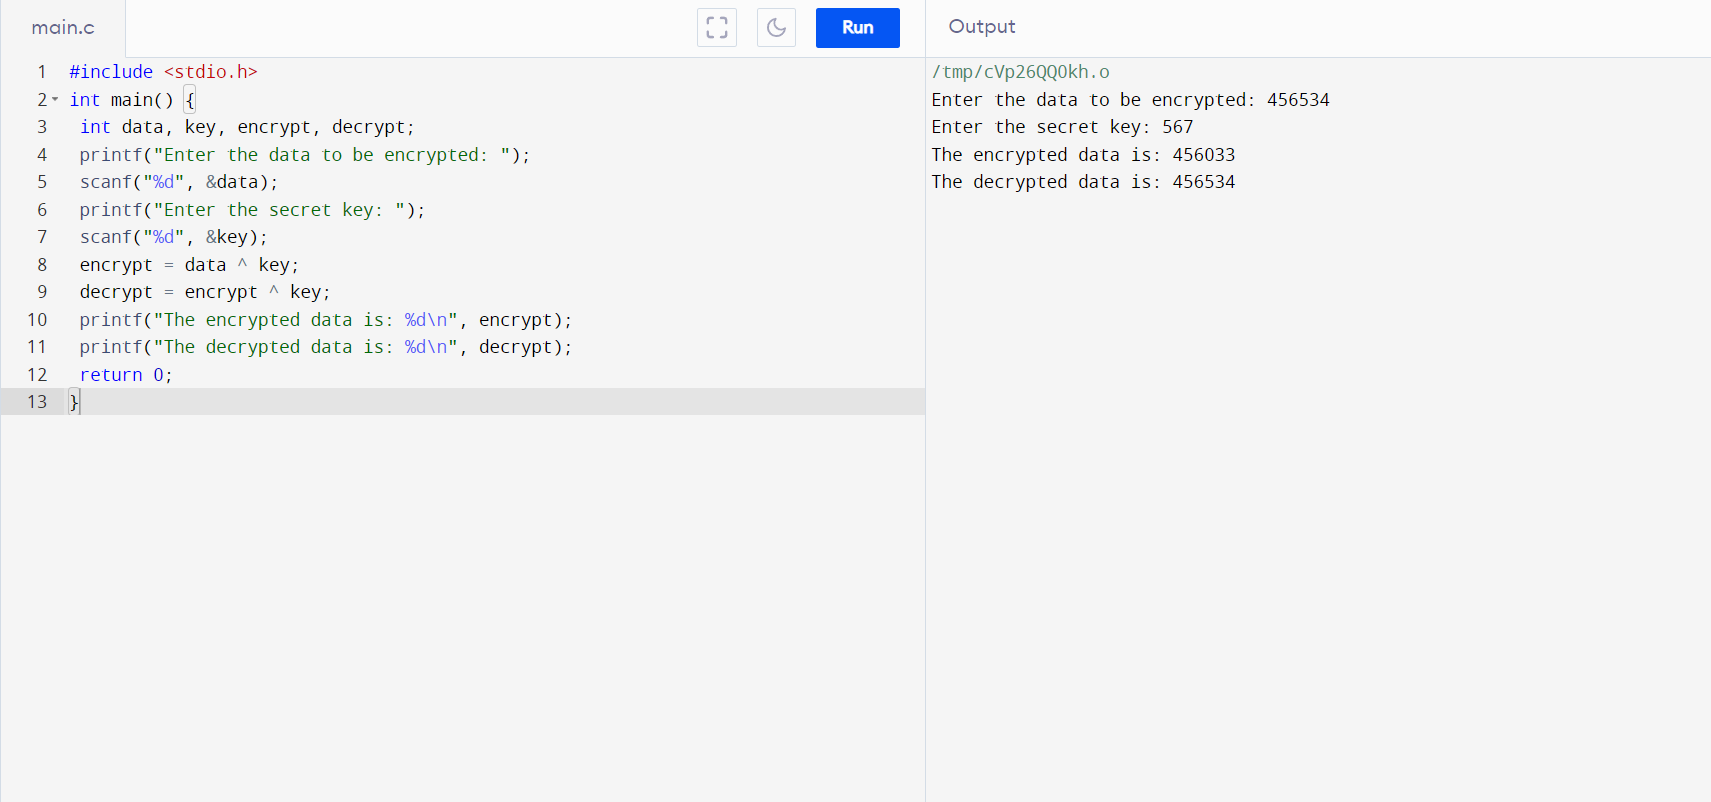 main.c
Run
1 #include <stdio.h>
2 int main() {
3 int data, key, encrypt, decrypt;
4 printf("Enter the data to be encrypted: ");
5 scanf("%d", &data);
6 printf("Enter the secret key: ");
7 scanf("%d", &key);
8 encrypt = data ^ key;
9 decrypt = encrypt ^ key;
10 printf("The encrypted data is: %d\n", encrypt);
11 printf("The decrypted data is: %d\n", decrypt);
12 return 0;
13 }
Output
/tmp/cVp26QQ0kh.o
Enter the data to be encrypted: 456534
Enter the secret key: 567
The encrypted data is: 456033
The decrypted data is: 456534